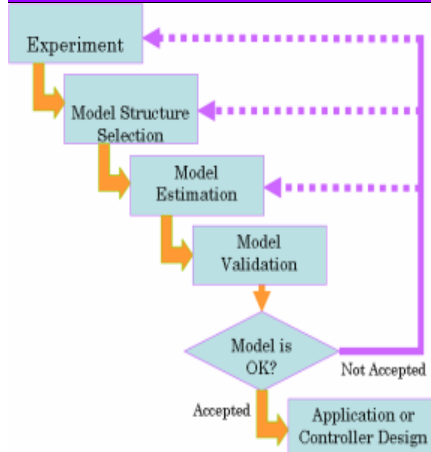 Experiment
Model Structure
Selection
Model
Estimation
Model
Validation
Model is
OK?
Not Accepted
Accepted
Application or
Controller Design